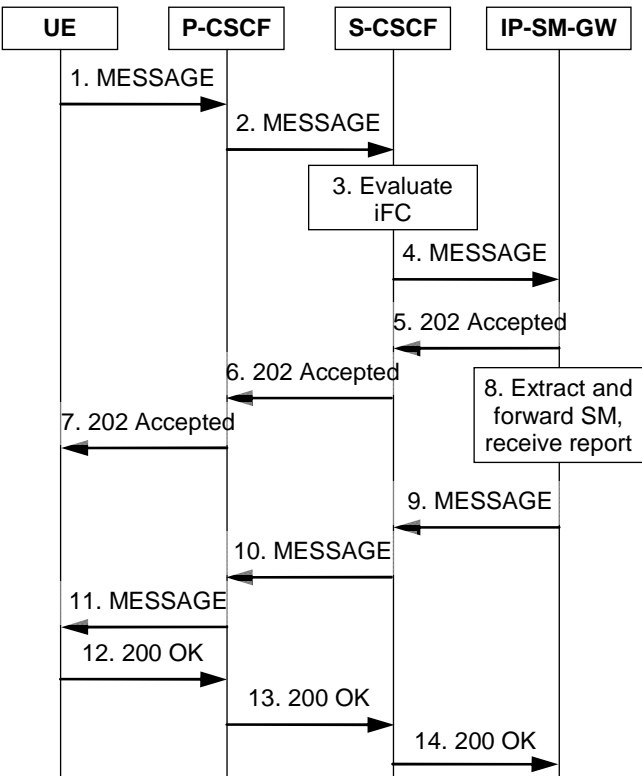 UE P-CSCF S-CSCF IP-SM-GW
1. MESSAGE
2. MESSAGE
3. Evaluate
iFC
4. MESSAGE
5. 202 Accepted
6. 202 Accepted
7. 202 Accepted
8. Extract and
forward SM,
receive report
9. MESSAGE
10. MESSAGE
11. MESSAGE
12. 200 OK
13. 200 OK
14. 200 OK